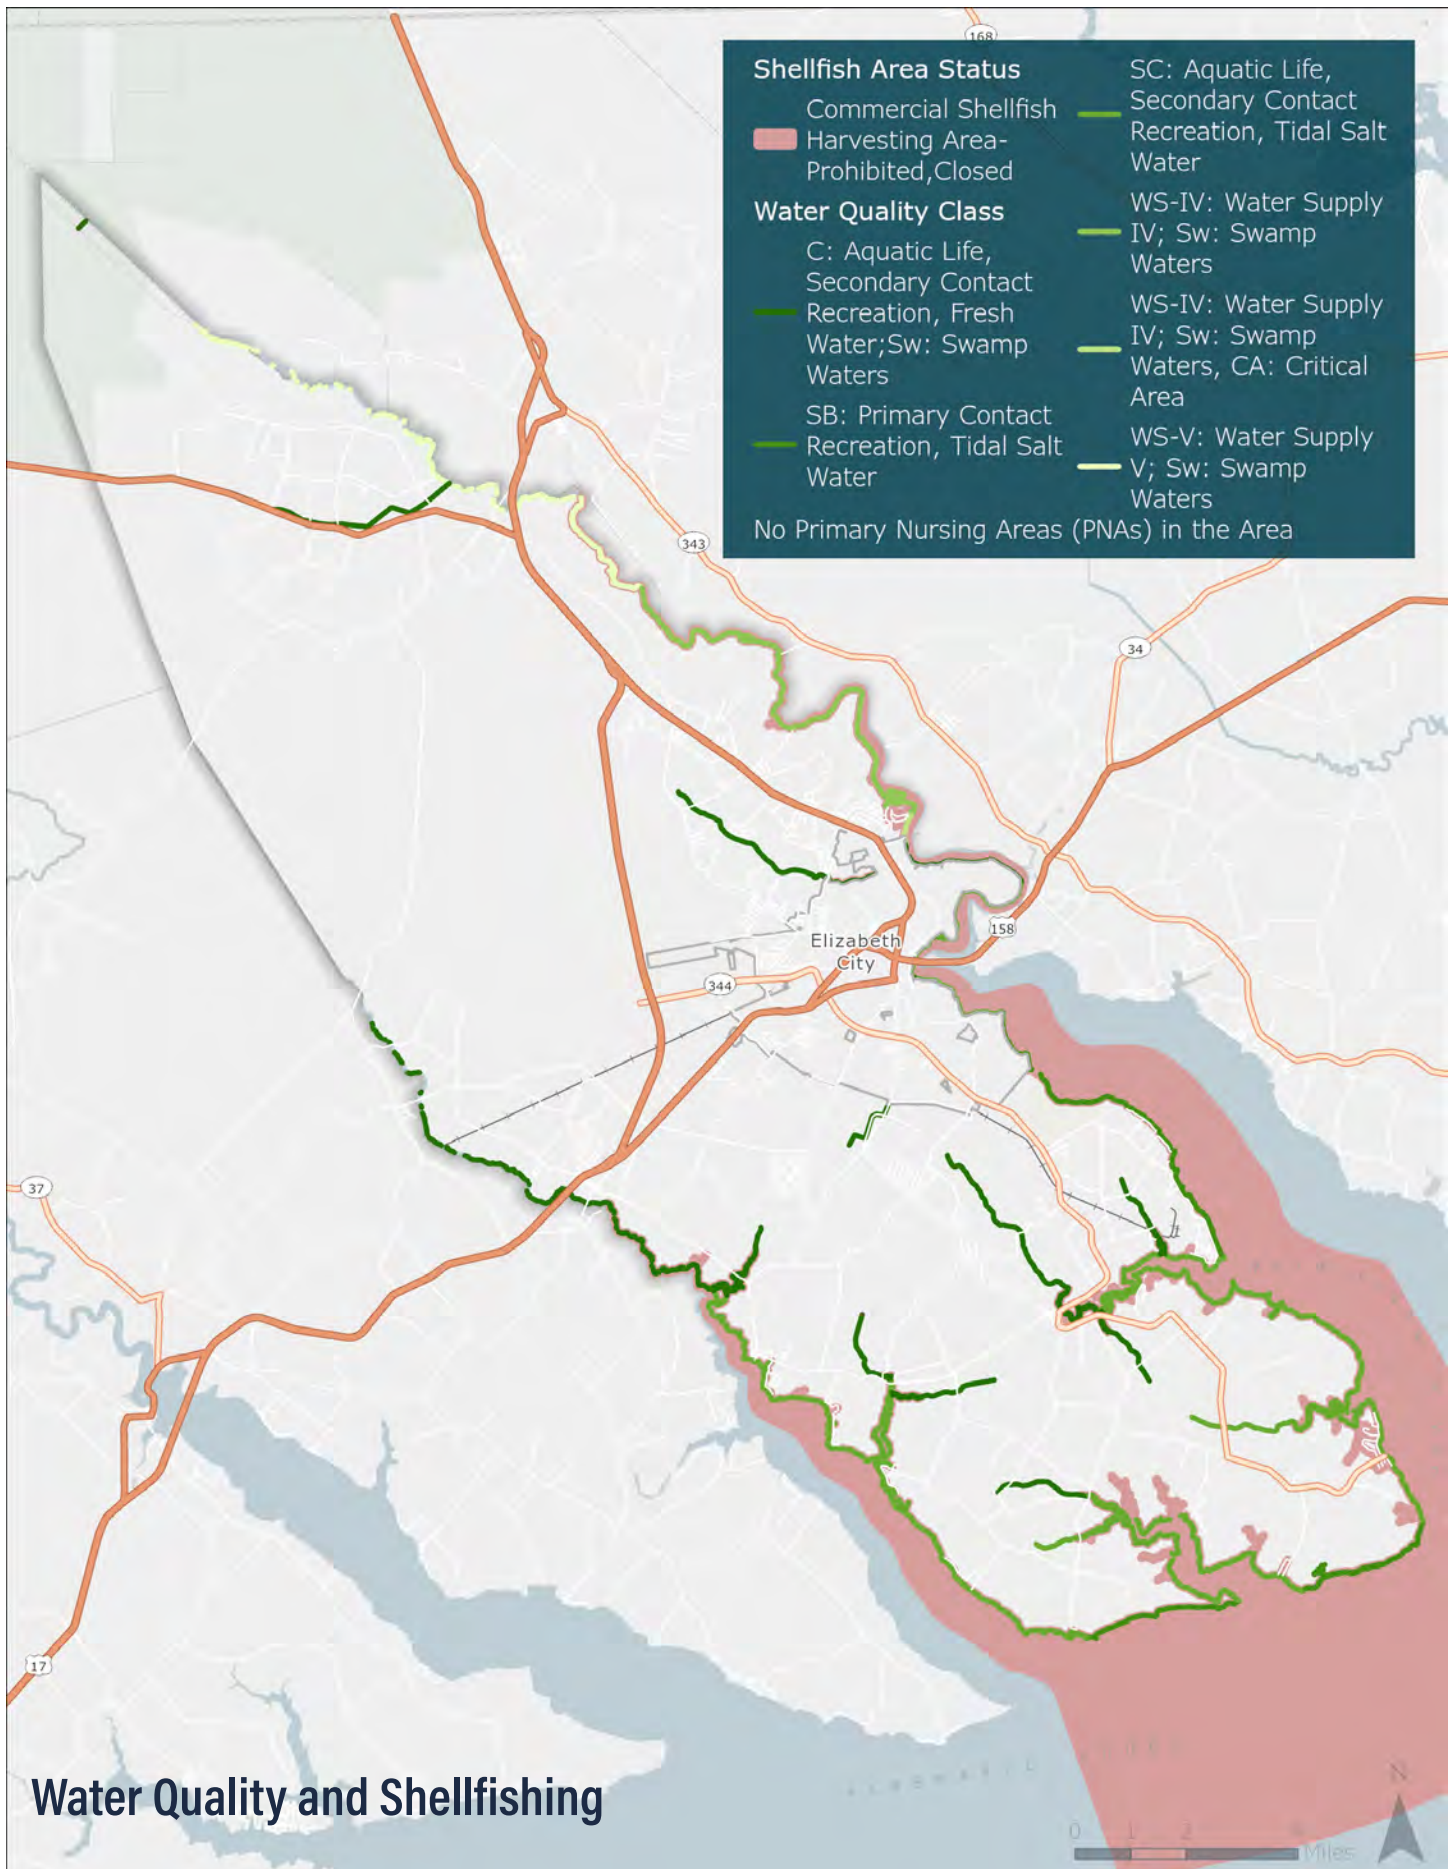 168
Shellfish Area Status
Commercial Shellfish
Harvesting Area-
Prohibited,Closed
Water Quality Class
C: Aquatic Life,
Secondary Contact
Recreation, Fresh
Water;Sw: Swamp
Waters
SB: Primary Contact
Recreation, Tidal Salt
Water
SC: Aquatic Life,
Secondary Contact
Recreation, Tidal Salt
Water
WS-IV: Water Supply
IV; Sw: Swamp
Waters
WS-IV: Water Supply
IV; Sw: Swamp
Waters, CA: Critical
Area
WS-V: Water Supply
V; Sw: Swamp
Waters
No Primary Nursing Areas (PNAs) in the Area
343
34
158
Elizabeth
City
344
37
17
Water Quality and Shellfishing
N
0 1 2 4
Miles